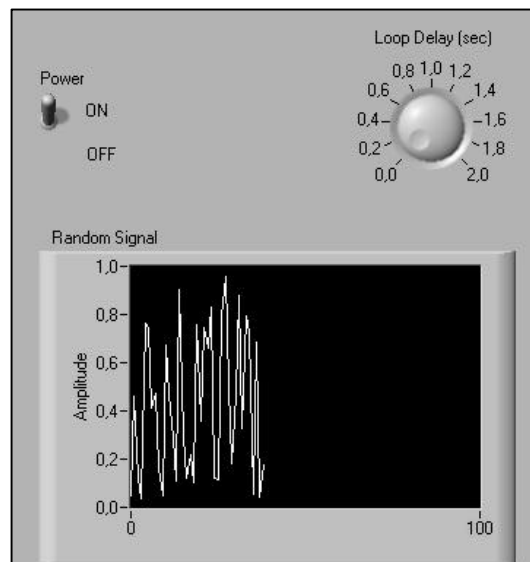 Loop Delay (sec)
0,8 1,0 1,2
0,6 1,4
0,4 1,6
0,2 1,8
0,0 2,0
Power
ON
OFF
Random Signal
1,0
0,8
0,6
0,4
0,2
0,0
Amplitude
0 100